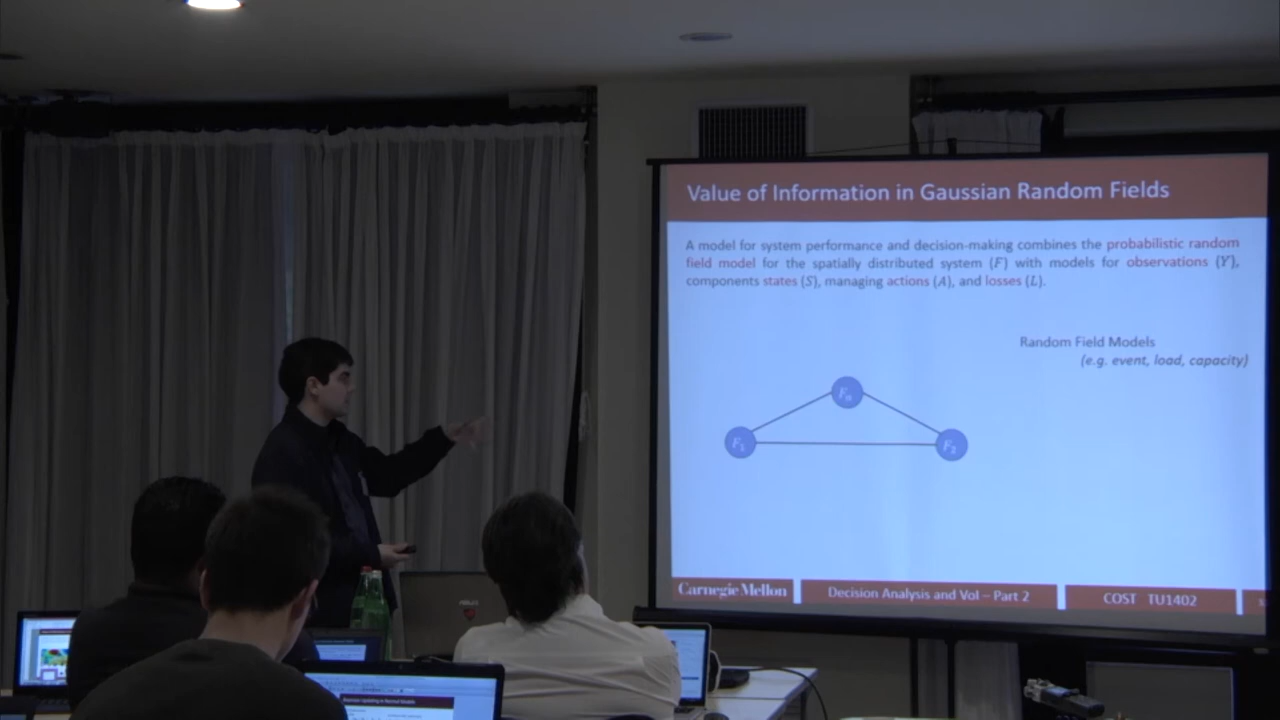 Value of Information in Gaussian Random Fields
A model for system performance and decision-making combines the probabilistic random
field model for the spatially distributed system (F) with models for observations (Y),
components states (S), managing actions (A), and losses (L).
Random Field Models
(e.g. event, load, capacity)
F₁
F₂
Carnegie Mellon
Decision Analysis and VoI – Part 2
COST TU1402
ASUS